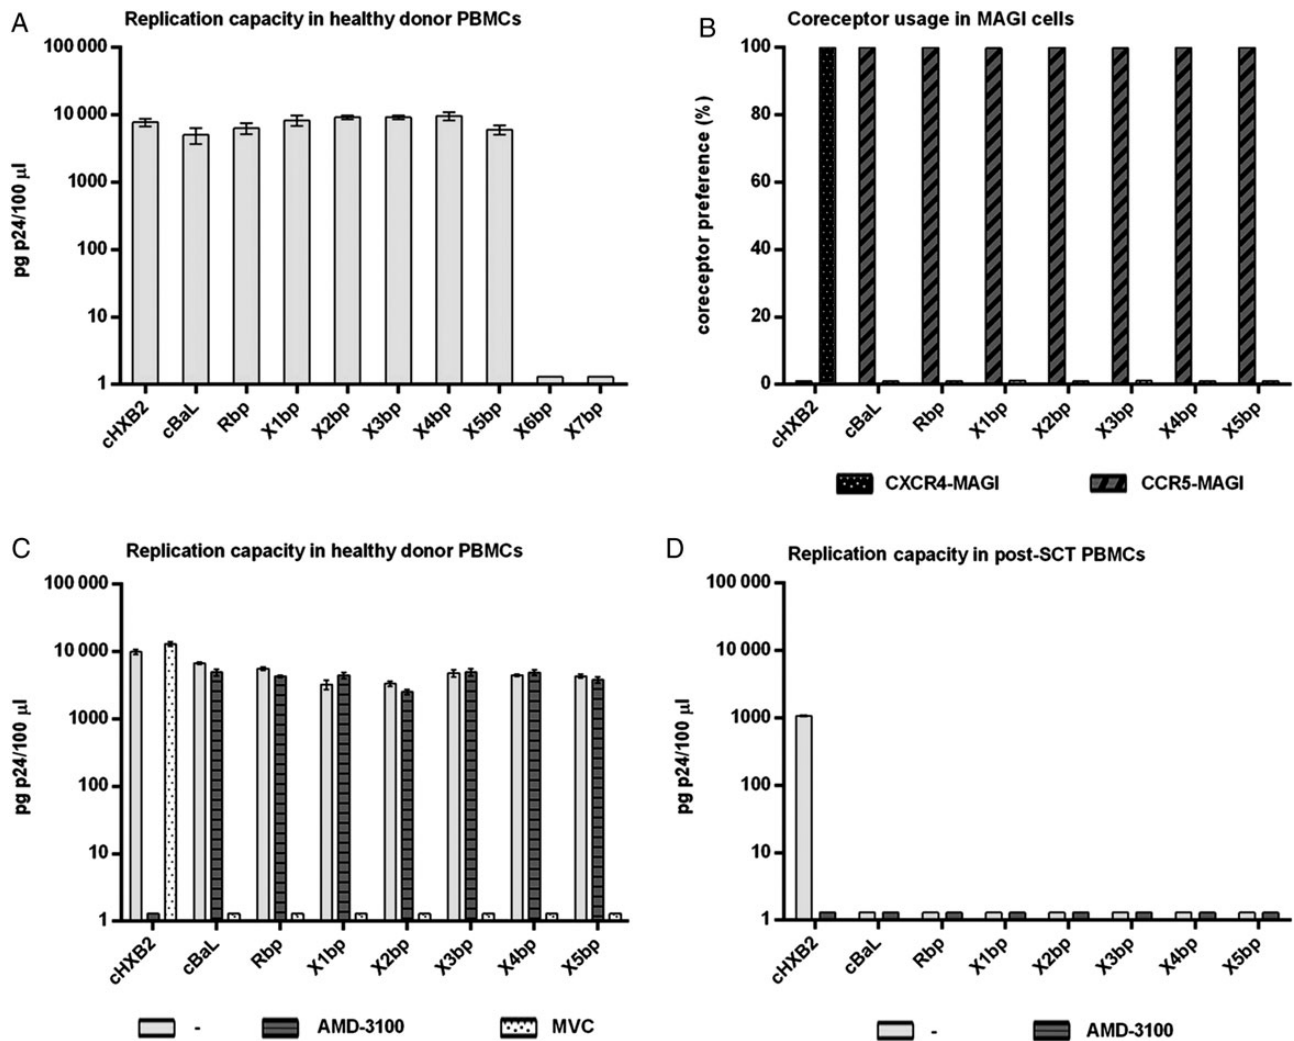 A
Replication capacity in healthy donor PBMCs
100 000
10 000
1000
100
10
1
pg p24/100 µl
cHXB2
cBaL
Rbp
X1bp
X2bp
X3bp
X4bp
X5bp
X6bp
X7bp
B
Coreceptor usage in MAGI cells
100
80
60
40
20
0
coreceptor preference (%)
cHXB2
cBaL
Rbp
X1bp
X2bp
X3bp
X4bp
X5bp
CXCR4-MAGI
CCR5-MAGI
C
Replication capacity in healthy donor PBMCs
100 000
10 000
1000
100
10
1
pg p24/100 µl
cHXB2
cBaL
Rbp
X1bp
X2bp
X3bp
X4bp
X5bp
-
AMD-3100
MVC
D
Replication capacity in post-SCT PBMCs
100 000
10 000
1000
100
10
1
pg p24/100 µl
cHXB2
cBaL
Rbp
X1bp
X2bp
X3bp
X4bp
X5bp
-
AMD-3100